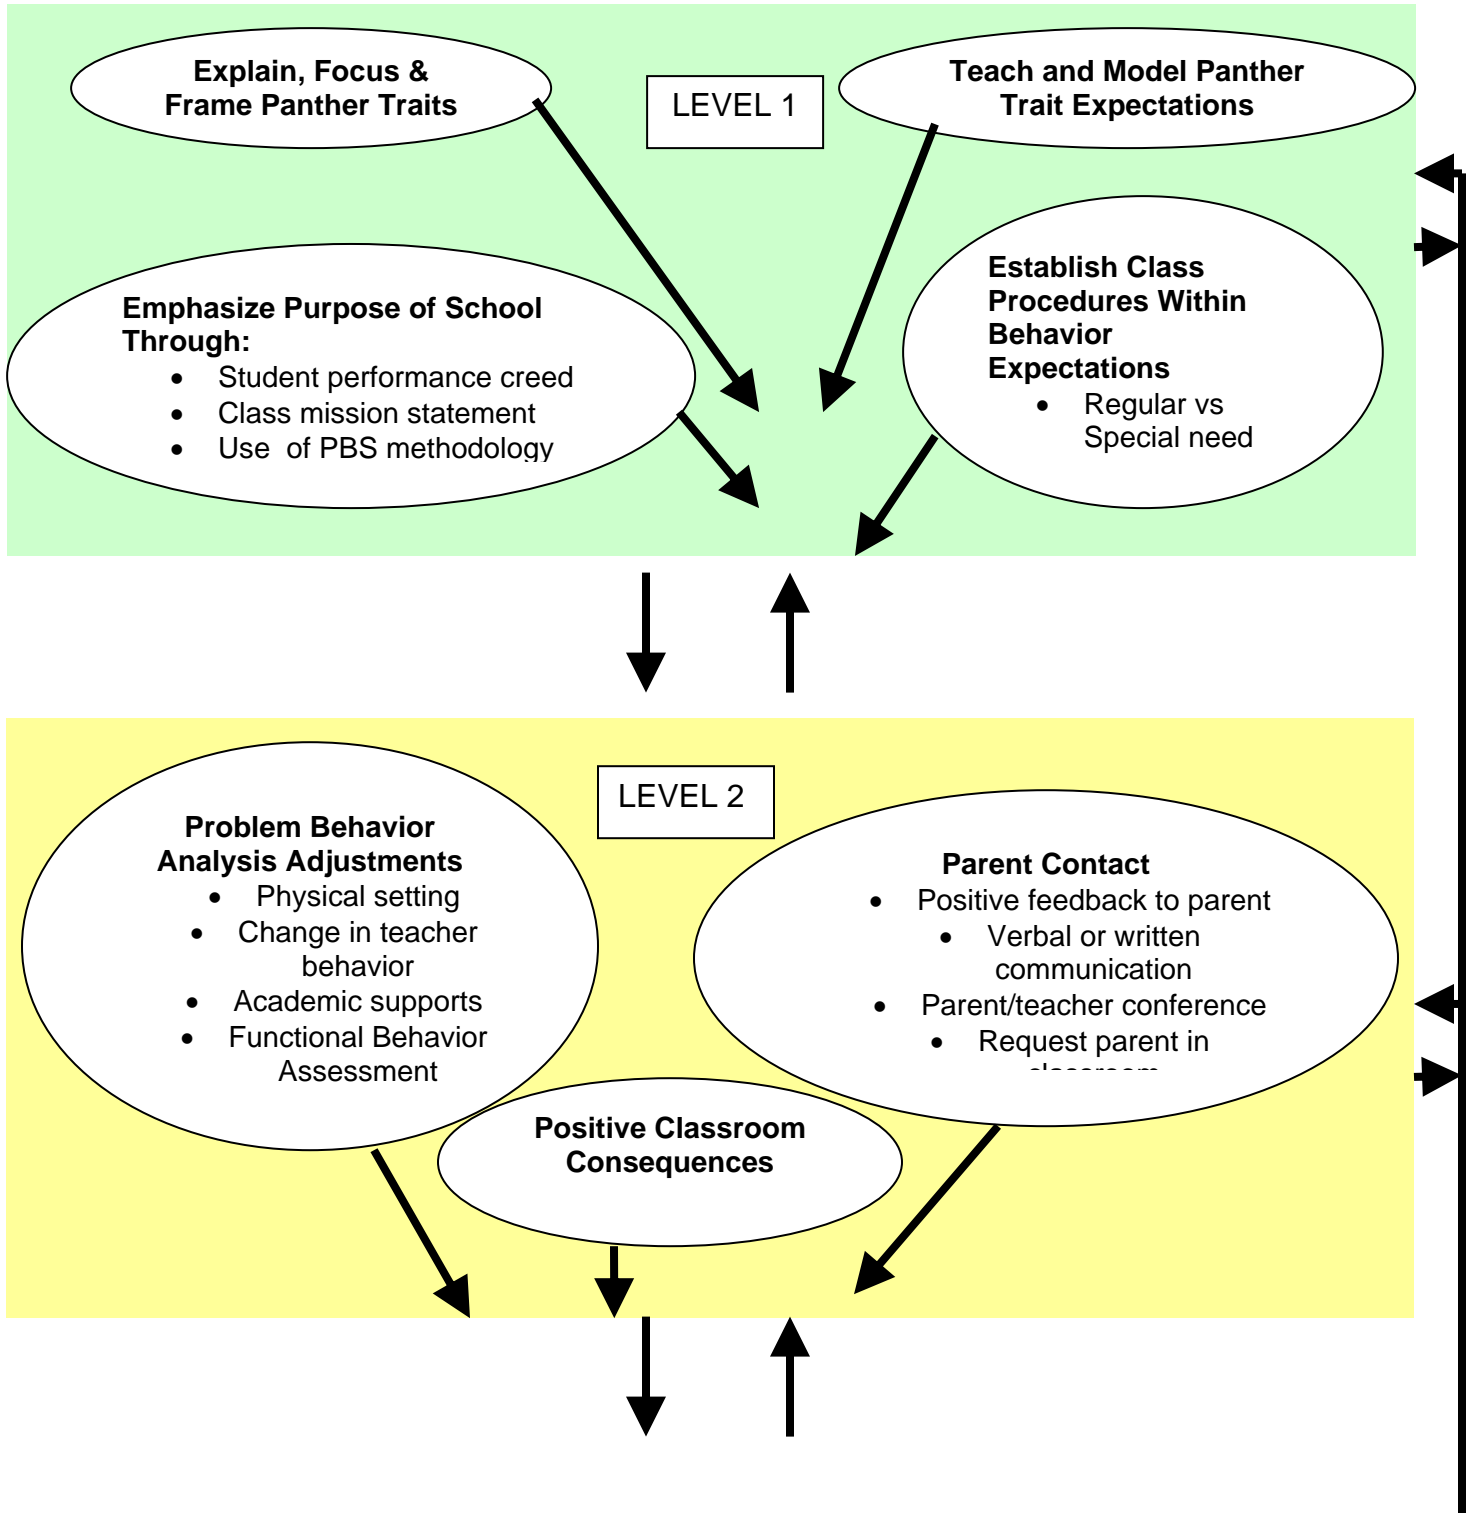 Explain, Focus &
Frame Panther Traits
LEVEL 1
Teach and Model Panther
Trait Expectations
Emphasize Purpose of School
Through:
• Student performance creed
• Class mission statement
• Use of PBS methodology
Establish Class
Procedures Within
Behavior
Expectations
• Regular vs
Special need
LEVEL 2
Problem Behavior
Analysis Adjustments
• Physical setting
• Change in teacher
behavior
• Academic supports
• Functional Behavior
Assessment
Parent Contact
• Positive feedback to parent
• Verbal or written
communication
• Parent/teacher conference
• Request parent in
Positive Classroom
Consequences